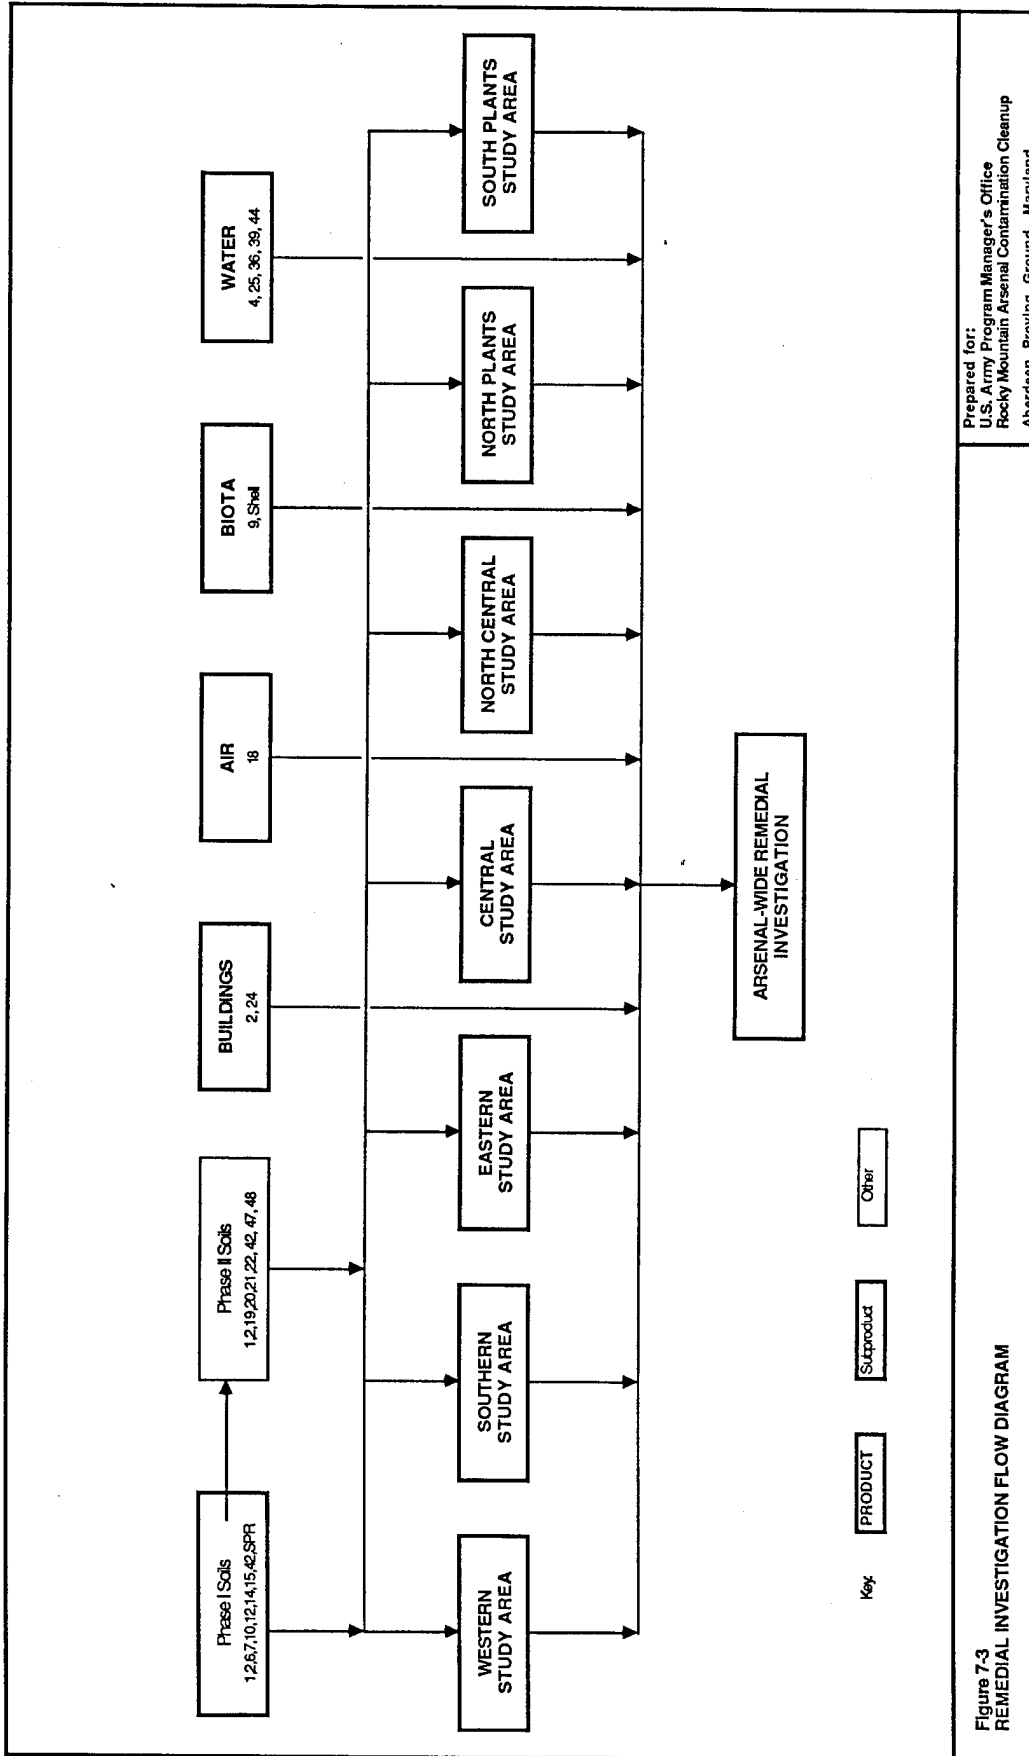 Phase I Soils
1,2,6,7,10,12,14,15,42,SPR
Phase II Soils
1,2,19,20,21,22,42,47,48
BUILDINGS
2,24
AIR
18
BIOTA
9,Shell
WATER
4,25,36,39,44
WESTERN
STUDY AREA
SOUTHERN
STUDY AREA
EASTERN
STUDY AREA
CENTRAL
STUDY AREA
NORTH CENTRAL
STUDY AREA
NORTH PLANTS
STUDY AREA
SOUTH PLANTS
STUDY AREA
ARSENAL-WIDE REMEDIAL
INVESTIGATION
Key:
PRODUCT
Subproduct
Other
Figure 7-3
REMEDIAL INVESTIGATION FLOW DIAGRAM
Prepared for:
U.S. Army Program Manager's Office
Rocky Mountain Arsenal Contamination Cleanup
Aberdeen Proving Ground, Maryland